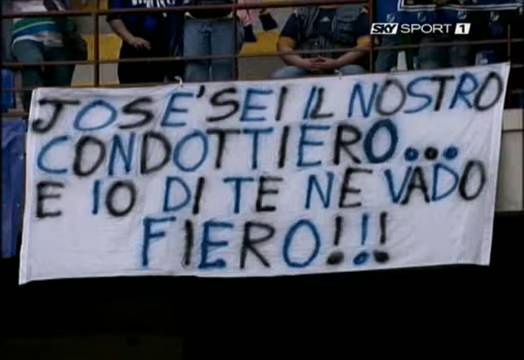 SKY SPORT 1
JOSE'SEI IL NOSTRO
CONDOTTIERO...
E IO DI TE NE VADO
FIERO!!!